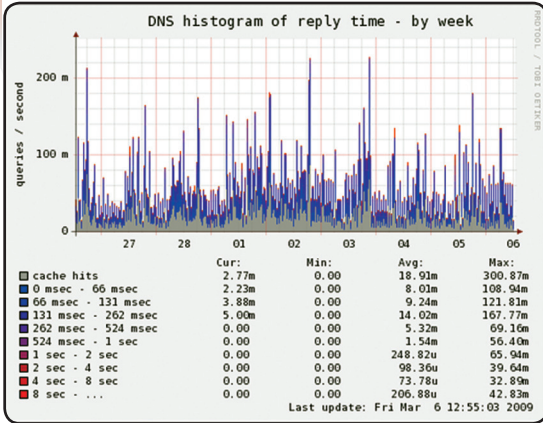 DNS histogram of reply time - by week
RRDTOOL / TOBI OETIKER
queries / second
200 m
100 m
0
27 28 01 02 03 04 05 06
Cur: Min: Avg: Max:
cache hits 2.77m 0.00 18.91m 300.87m
0 msec - 66 msec 2.23m 0.00 8.01m 108.94m
66 msec - 131 msec 3.88m 0.00 9.24m 121.81m
131 msec - 262 msec 5.00m 0.00 14.02m 167.77m
262 msec - 524 msec 0.00 0.00 5.32m 69.16m
524 msec - 1 sec 0.00 0.00 1.54m 56.40m
1 sec - 2 sec 0.00 0.00 248.82u 65.94m
2 sec - 4 sec 0.00 0.00 98.36u 39.64m
4 sec - 8 sec 0.00 0.00 73.78u 32.89m
8 sec - ... 0.00 0.00 206.88u 42.83m
Last update: Fri Mar 6 12:55:03 2009